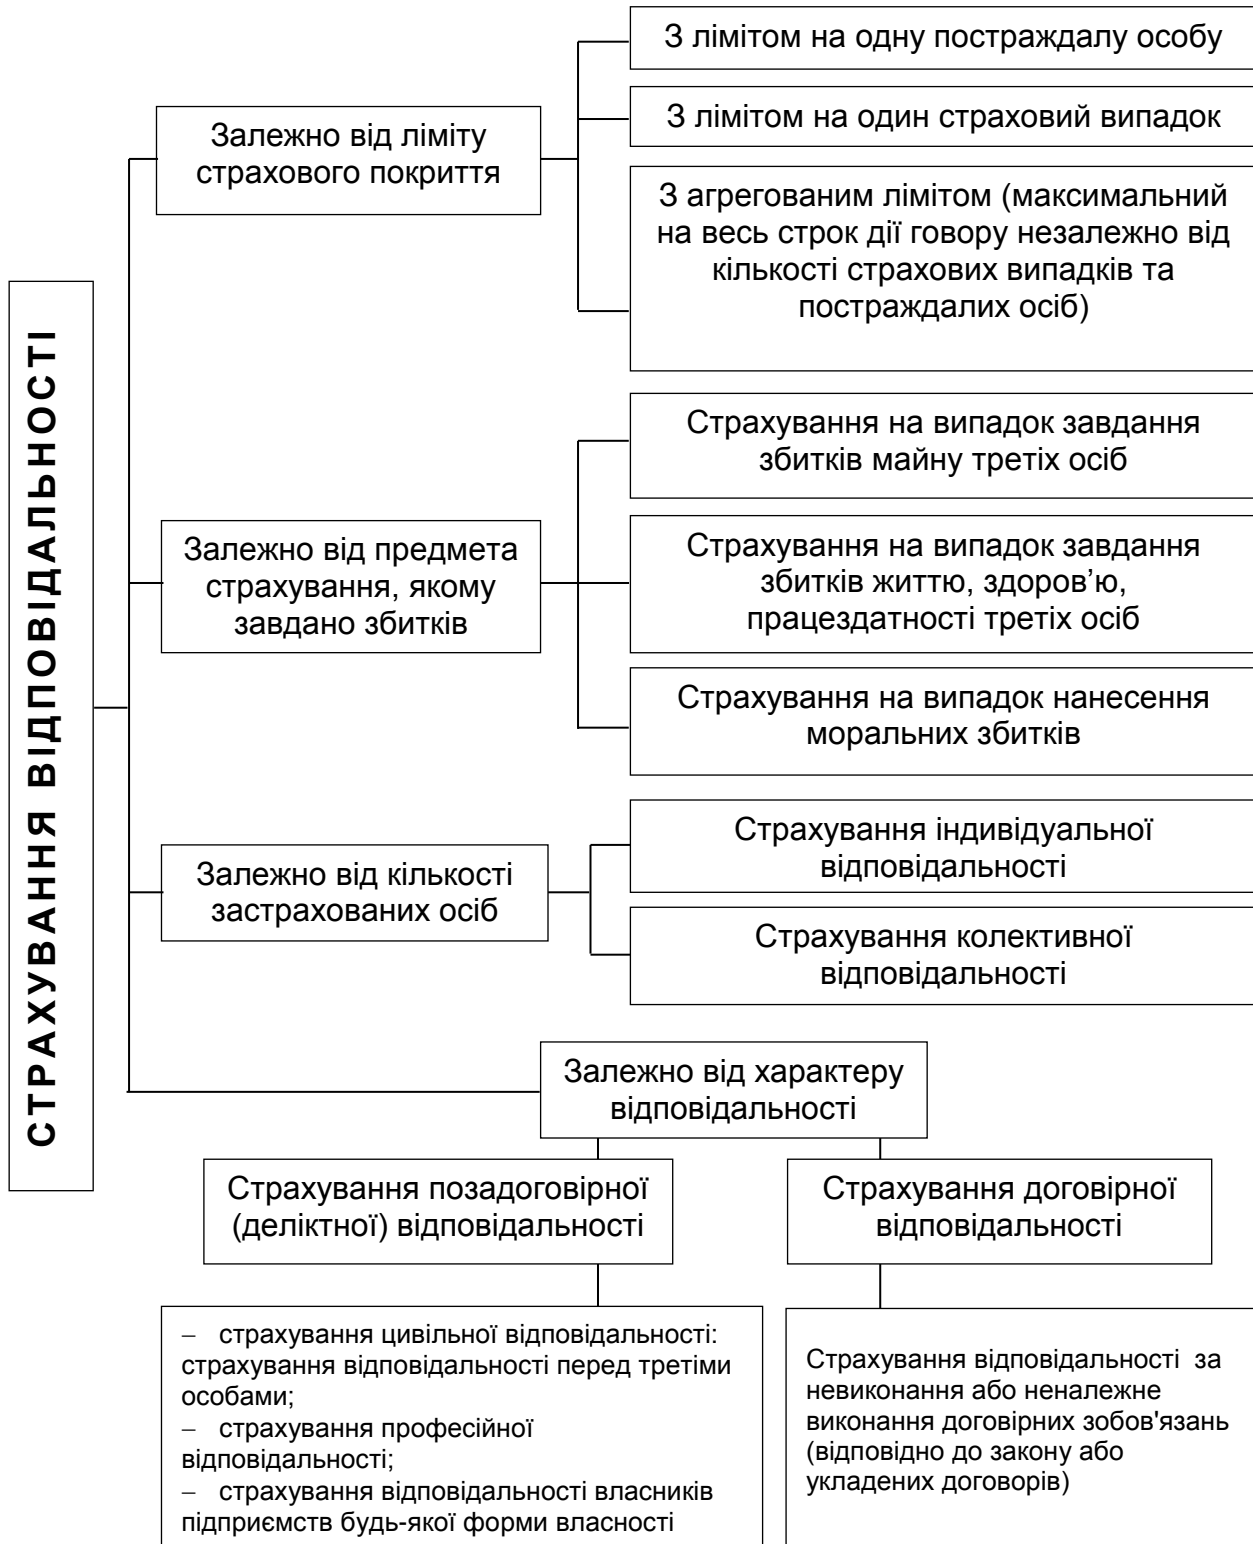 СТРАХУВАННЯ ВІДПОВІДАЛЬНОСТІ
Залежно від ліміту
страхового покриття
З лімітом на одну постраждалу особу
З лімітом на один страховий випадок
З агрегованим лімітом (максимальний
на весь строк дії говору незалежно від
кількості страхових випадків та
постраждалих осіб)
Залежно від предмета
страхування, якому
завдано збитків
Страхування на випадок завдання
збитків майну третіх осіб
Страхування на випадок завдання
збитків життю, здоров’ю,
працездатності третіх осіб
Страхування на випадок нанесення
моральних збитків
Залежно від кількості
застрахованих осіб
Страхування індивідуальної
відповідальності
Страхування колективної
відповідальності
Залежно від характеру
відповідальності
Страхування позадоговірної
(деліктної) відповідальності
– страхування цивільної відповідальності:
страхування відповідальності перед третіми
особами;
– страхування професійної
відповідальності;
– страхування відповідальності власників
підприємств будь-якої форми власності
Страхування договірної
відповідальності
Страхування відповідальності за
невиконання або неналежне
виконання договірних зобов'язань
(відповідно до закону або
укладених договорів)